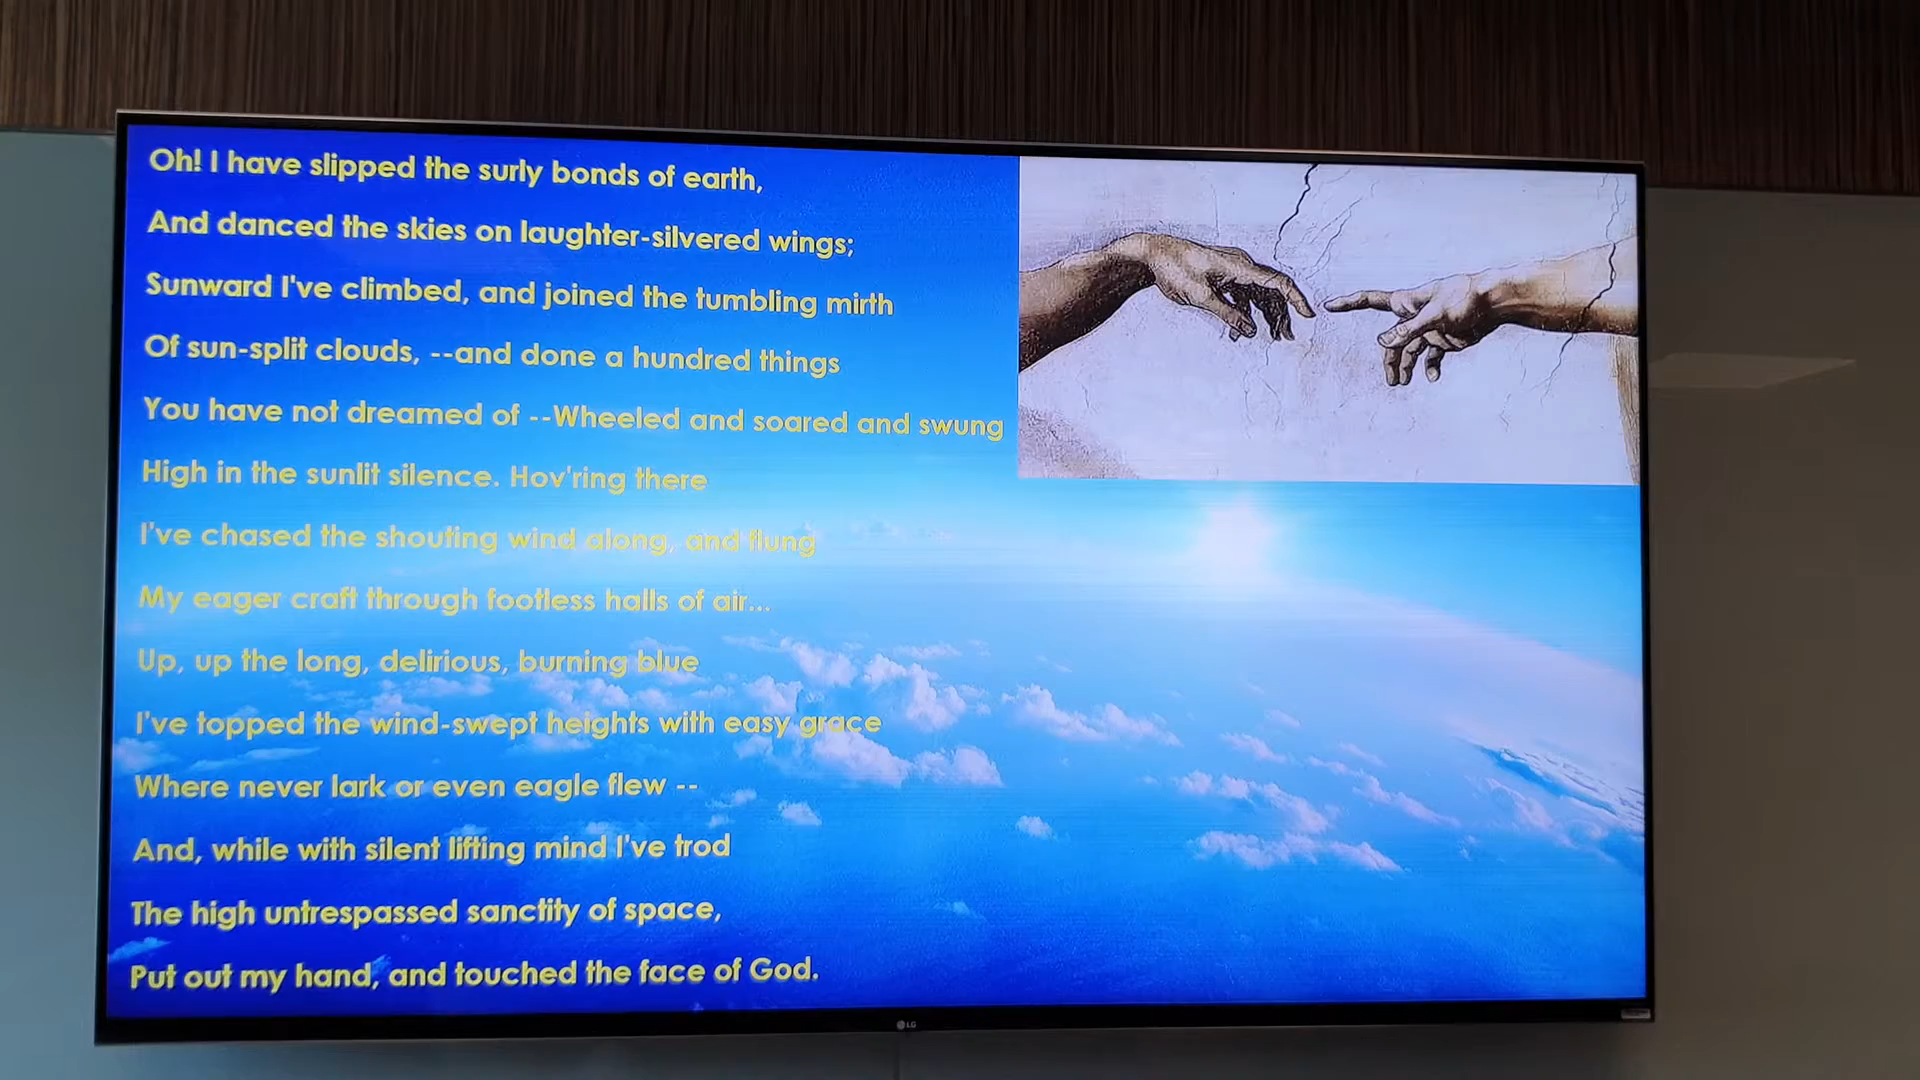 Oh! I have slipped the surly bonds of earth,
And danced the skies on laughter-silvered wings;
Sunward I've climbed, and joined the tumbling mirth
Of sun-split clouds, --and done a hundred things
You have not dreamed of --Wheeled and soared and swung
High in the sunlit silence. Hov'ring there
I've chased the shouting wind along, and flung
My eager craft through footless halls of air...
Up, up the long, delirious, burning blue
I've topped the wind-swept heights with easy grace
Where never lark or even eagle flew --
And, while with silent lifting mind I've trod
The high untrespassed sanctity of space,
Put out my hand, and touched the face of God.
LG